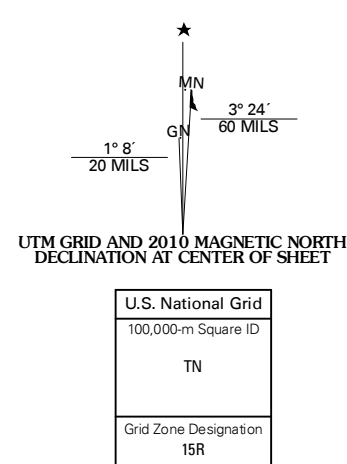 MN
GN
3° 24´
60 MILS
1° 8´
20 MILS
UTM GRID AND 2010 MAGNETIC NORTH
DECLINATION AT CENTER OF SHEET
U.S. National Grid
100,000-m Square ID
TN
Grid Zone Designation
15R